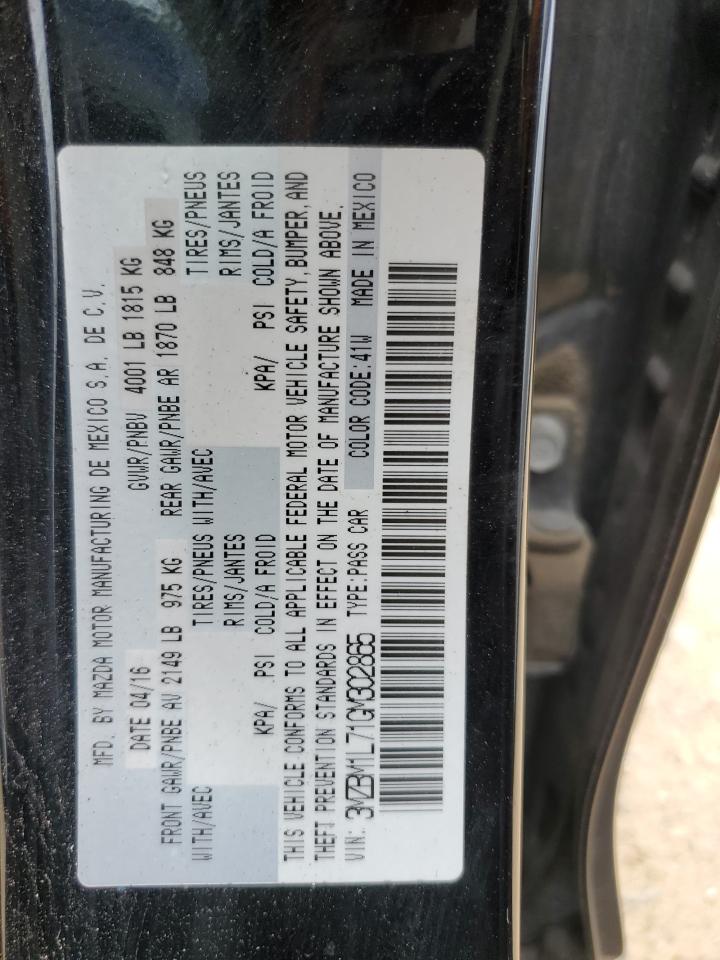 MFD. BY MAZDA MOTOR MANUFACTURING DE MEXICO S.A. DE C.V.
DATE 04/16 GVWR/PNBV 4001 LB 1815 KG
FRONT GAWR/PNBE AV 2149 LB 975 KG REAR GAWR/PNBE AR 1870 LB 848 KG
WITH/AVEC TIRES/PNEUS WITH/AVEC TIRES/PNEUS
RIMS/JANTES RIMS/JANTES
KPA/ PSI COLD/A FROID KPA/ PSI COLD/A FROID
THIS VEHICLE CONFORMS TO ALL APPLICABLE FEDERAL MOTOR VEHICLE SAFETY, BUMPER, AND
THEFT PREVENTION STANDARDS IN EFFECT ON THE DATE OF MANUFACTURE SHOWN ABOVE.
VIN: 3MZBM1L71GM302865 TYPE:PASS CAR COLOR CODE:41W MADE IN MEXICO